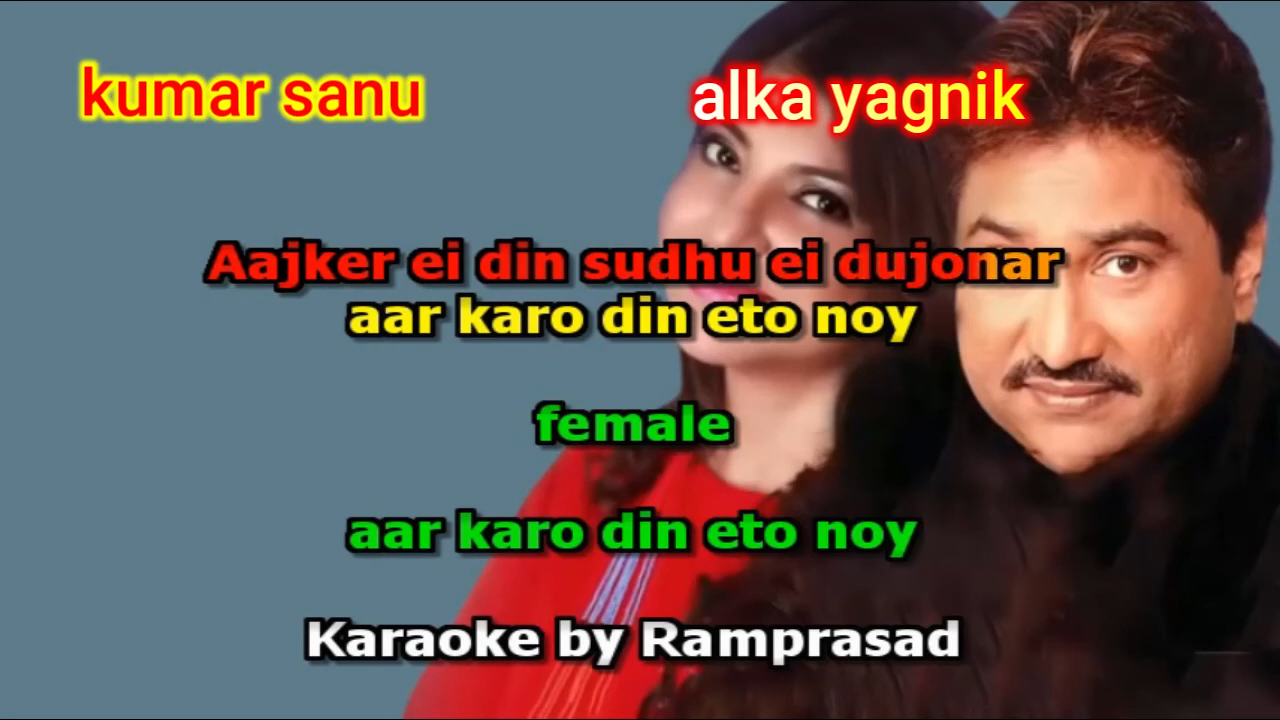 kumar sanu
alka yagnik
Aajker ei din sudhu ei dujonar
aar karo din eto noy
female
aar karo din eto noy
Karaoke by Ramprasad